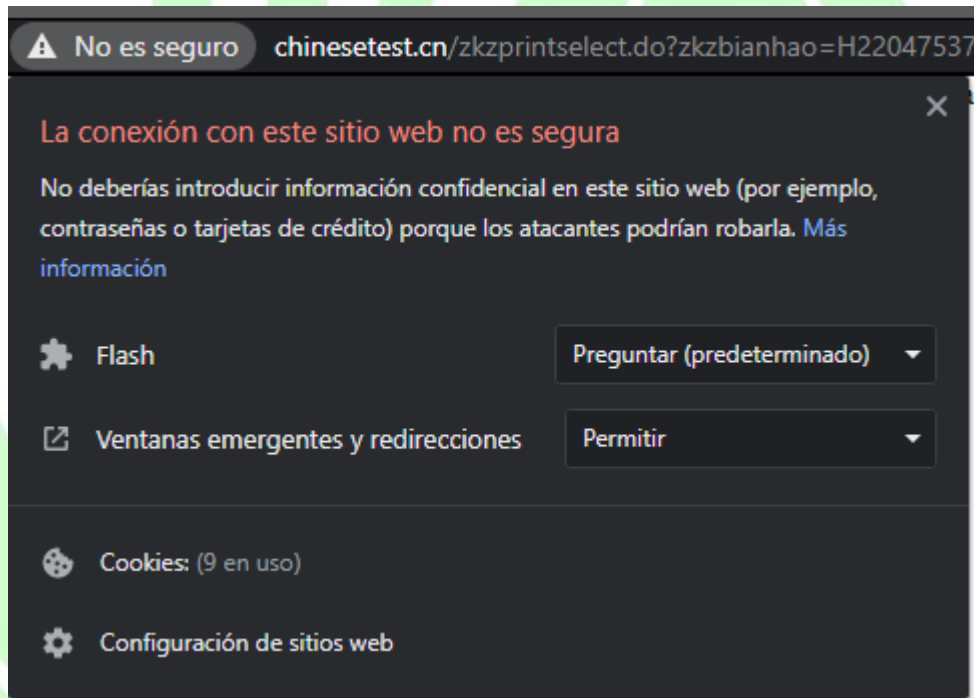 No es seguro chinesetest.cn/zkzprintselect.do?zkzbianhao=H22047537
La conexión con este sitio web no es segura
No deberías introducir información confidencial en este sitio web (por ejemplo,
contraseñas o tarjetas de crédito) porque los atacantes podrían robarla. Más
información
Flash Preguntar (predeterminado)
Ventanas emergentes y redirecciones Permitir
Cookies: (9 en uso)
Configuración de sitios web